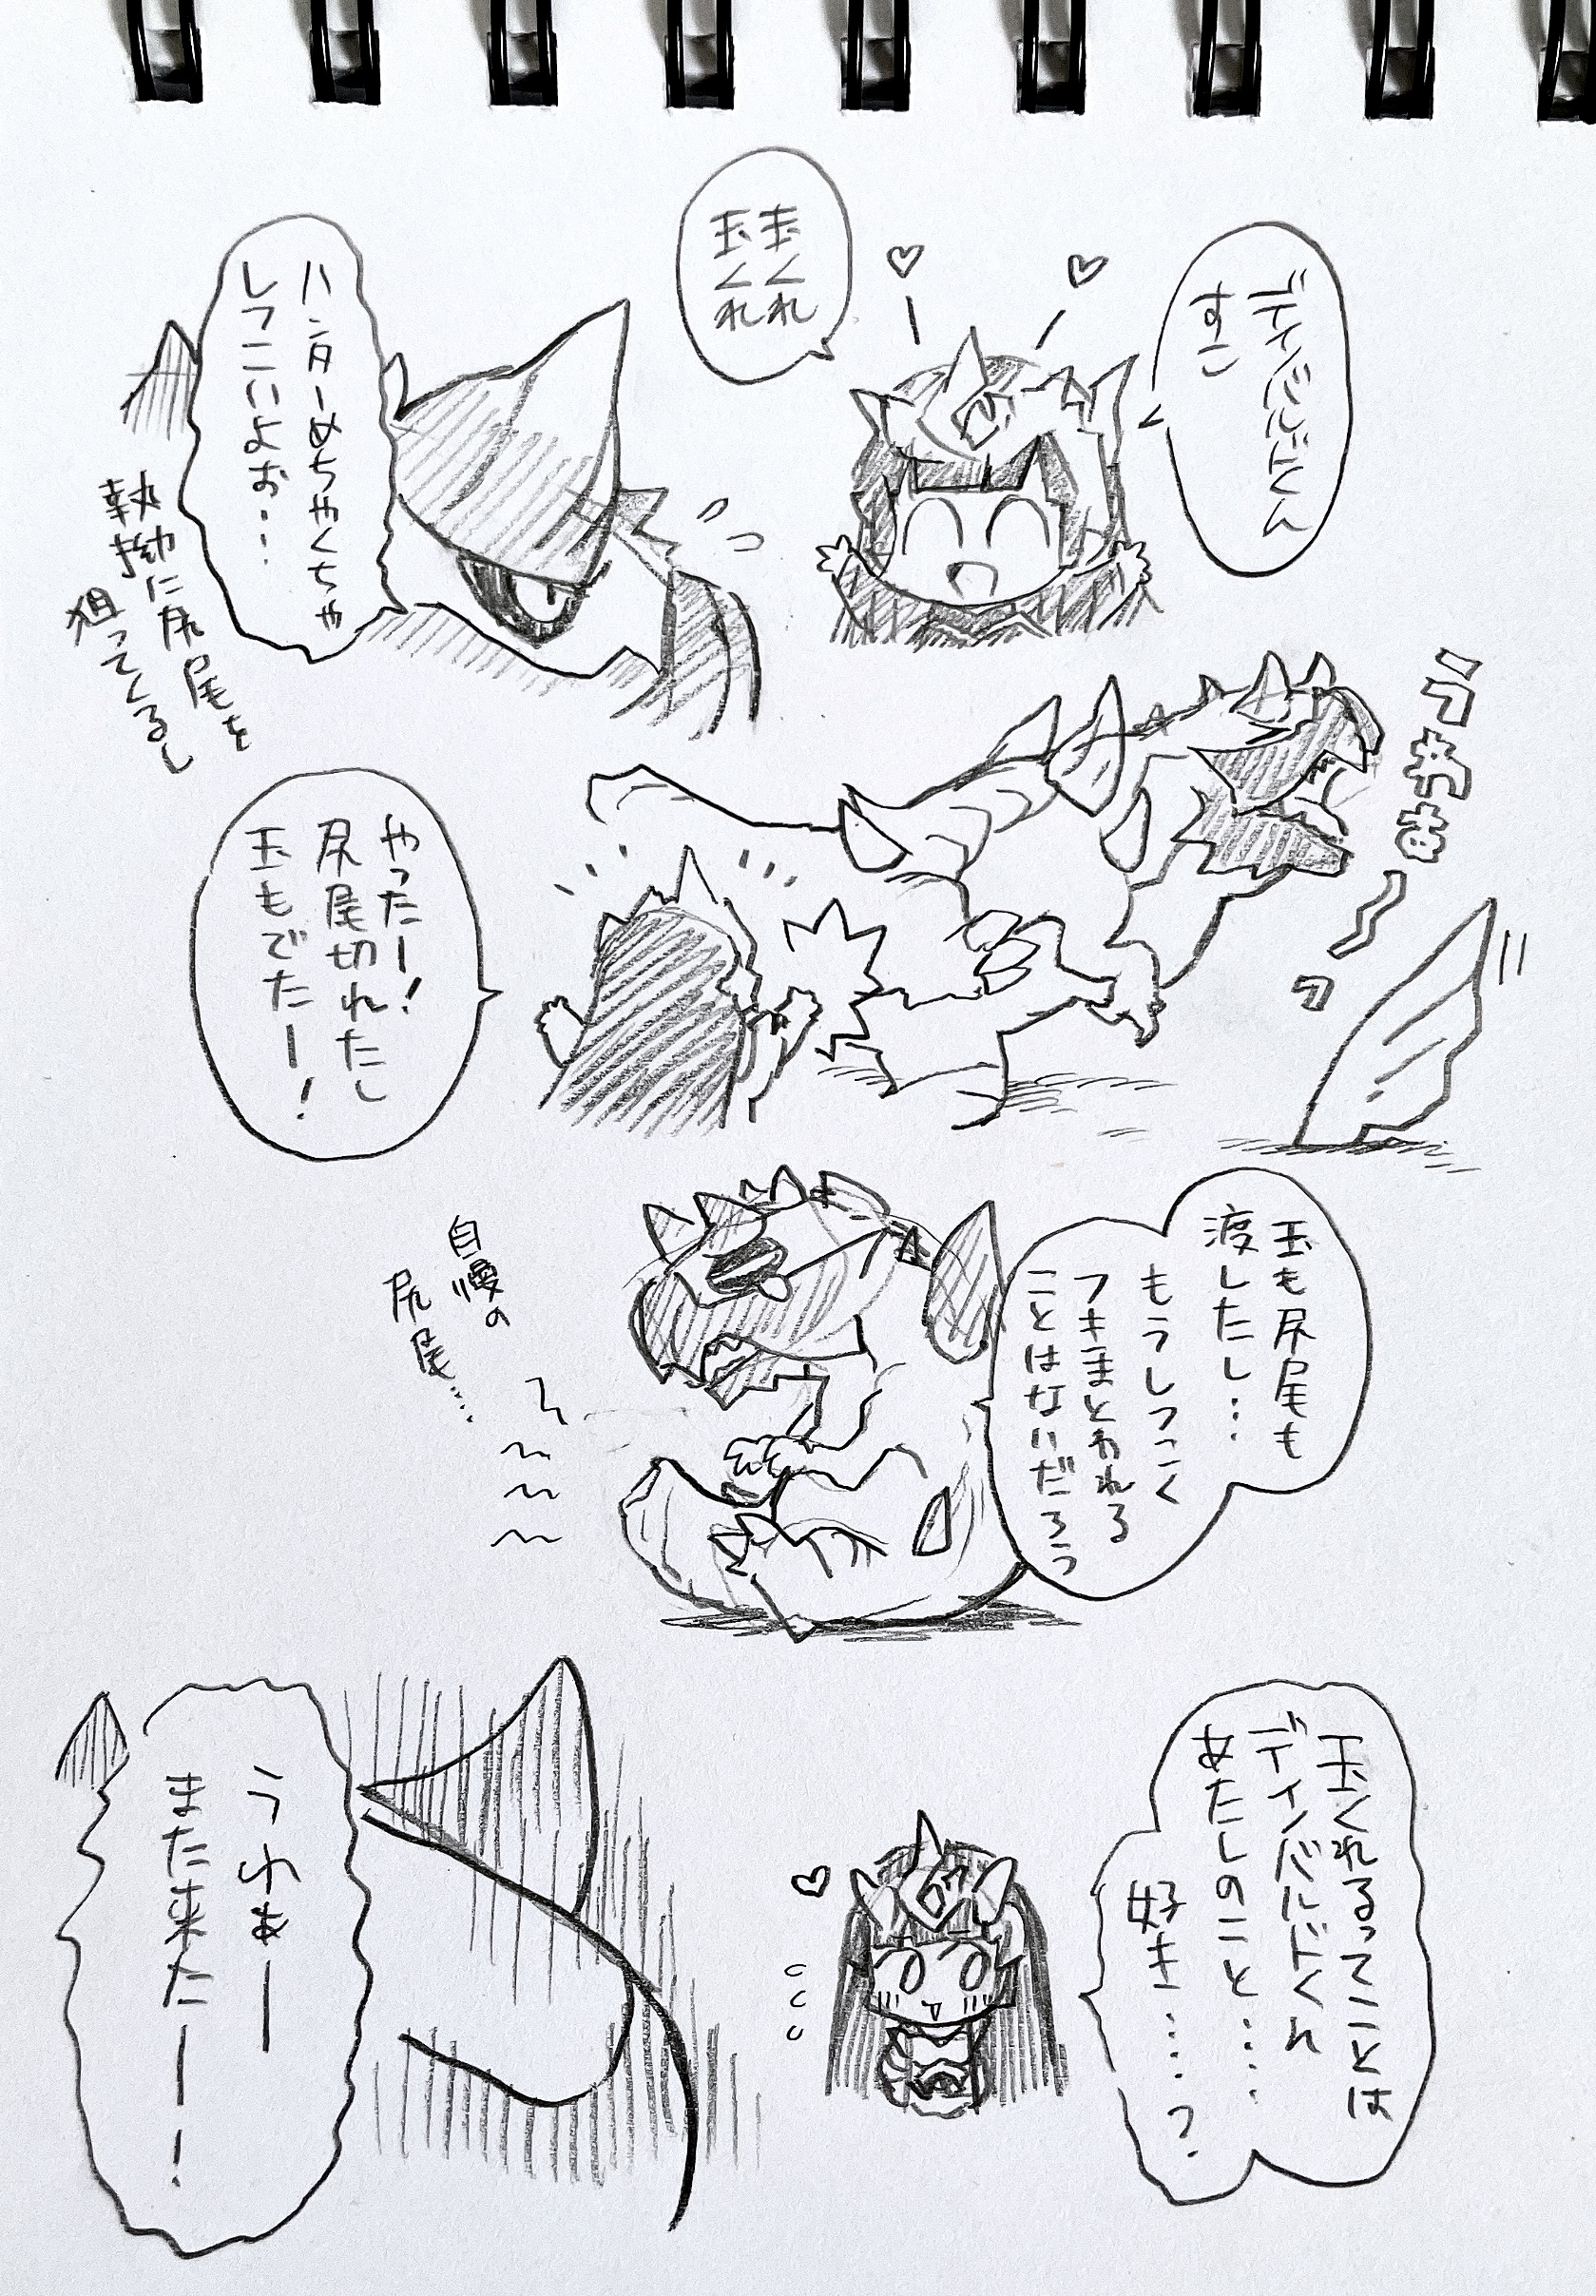 ディノバルドくん
すこ
玉くれ
玉くれ
ハンターめちゃくちゃ
しつこいよお…
執拗に尻尾を
狙ってくるし
うぎゃーっ
やったー！
尻尾切れたし
玉もでたー！
玉も尻尾も
渡したし…
もうしつこく
つきまとわれる
ことはないだろう
自慢の
尻尾…
玉くれるってことは
ディノバルドくん
あたしのこと……
好き……？
うわぁー
また来たー！